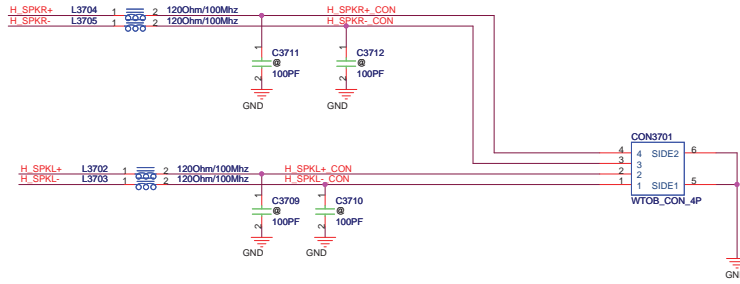 H_SPKR+ L3704 1 2 120Ohm/100Mhz H_SPKR+_CON
H_SPKR- L3705 1 2 120Ohm/100Mhz H_SPKR-_CON
1 C3711 1 C3712
@ @
2 100PF 2 100PF
GND GND
CON3701
4 4 SIDE2 6
3 3
H_SPKL+ L3702 1 2 120Ohm/100Mhz H_SPKL+_CON 2 2
H_SPKL- L3703 1 2 120Ohm/100Mhz H_SPKL-_CON 1 1 SIDE1 5
WTOB_CON_4P
1 C3709 1 C3710
@ @
2 100PF 2 100PF
GND GND
GN